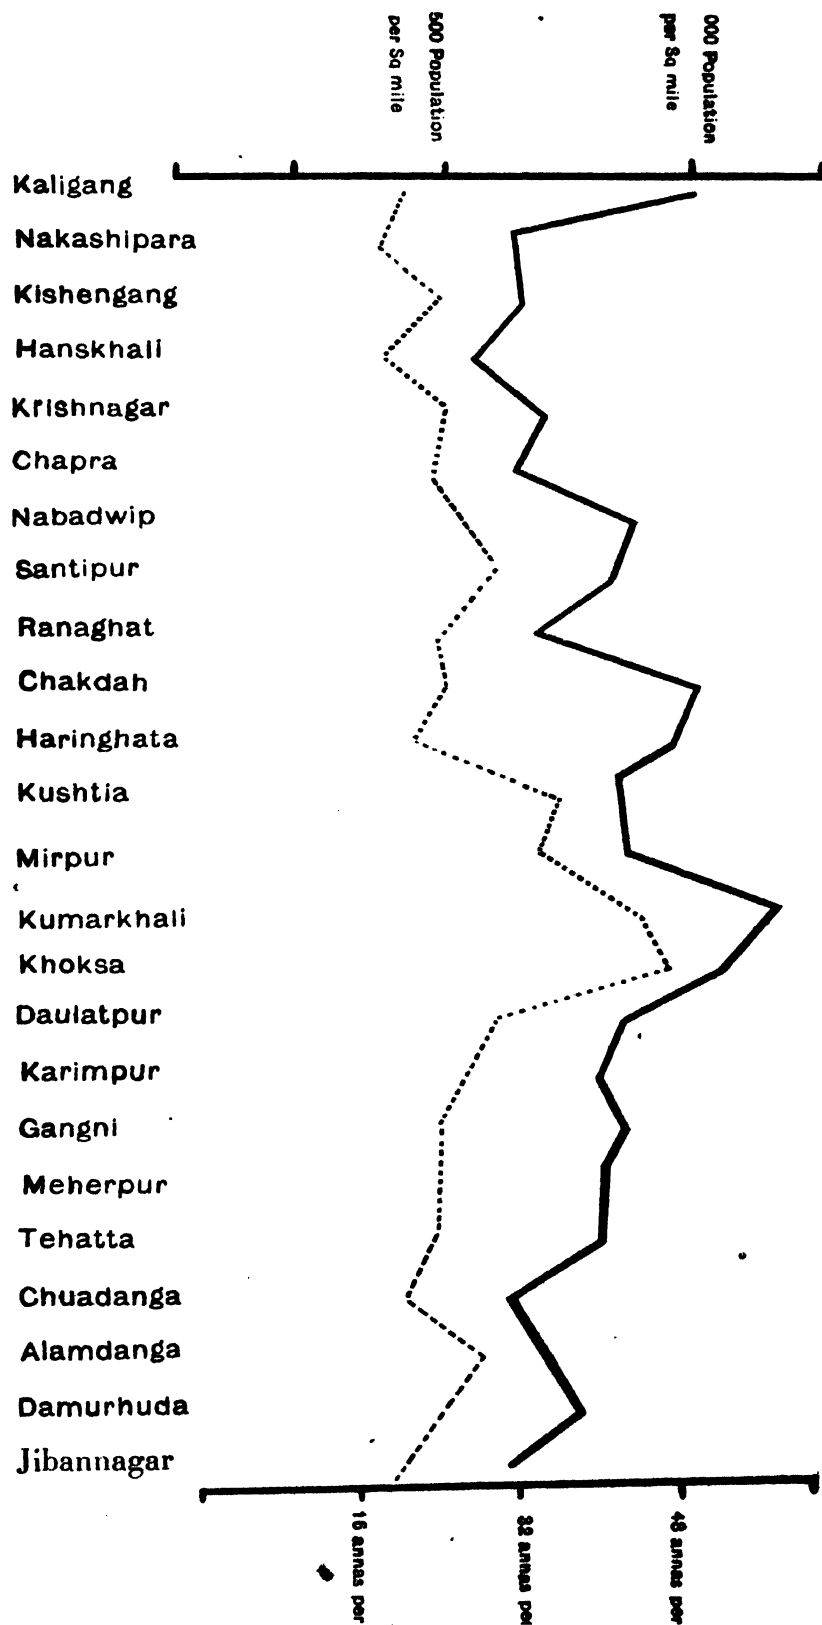 500 Population
per Sq mile
000 Population
per Sq mile
Kaligang
Nakashipara
Kishengang
Hanskhali
Krishnagar
Chapra
Nabadwip
Santipur
Ranaghat
Chakdah
Haringhata
Kushtia
Mirpur
Kumarkhali
Khoksa
Daulatpur
Karimpur
Gangni
Meherpur
Tehatta
Chuadanga
Alamdanga
Damurhuda
Jibannagar
16 annas per
32 annas per
48 annas per